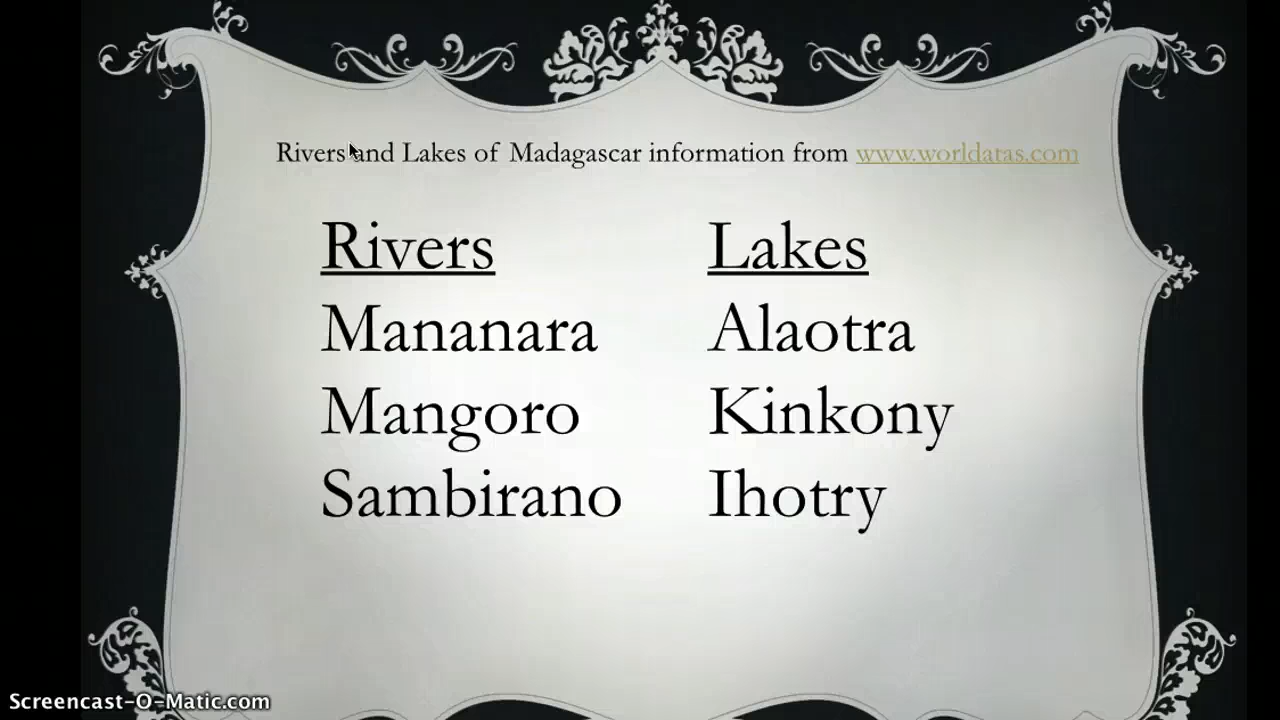 Rivers and Lakes of Madagascar information from www.worldatas.com
Rivers
Mananara
Mangoro
Sambirano
Lakes
Alaotra
Kinkony
Ihotry
Screencast-O-Matic.com